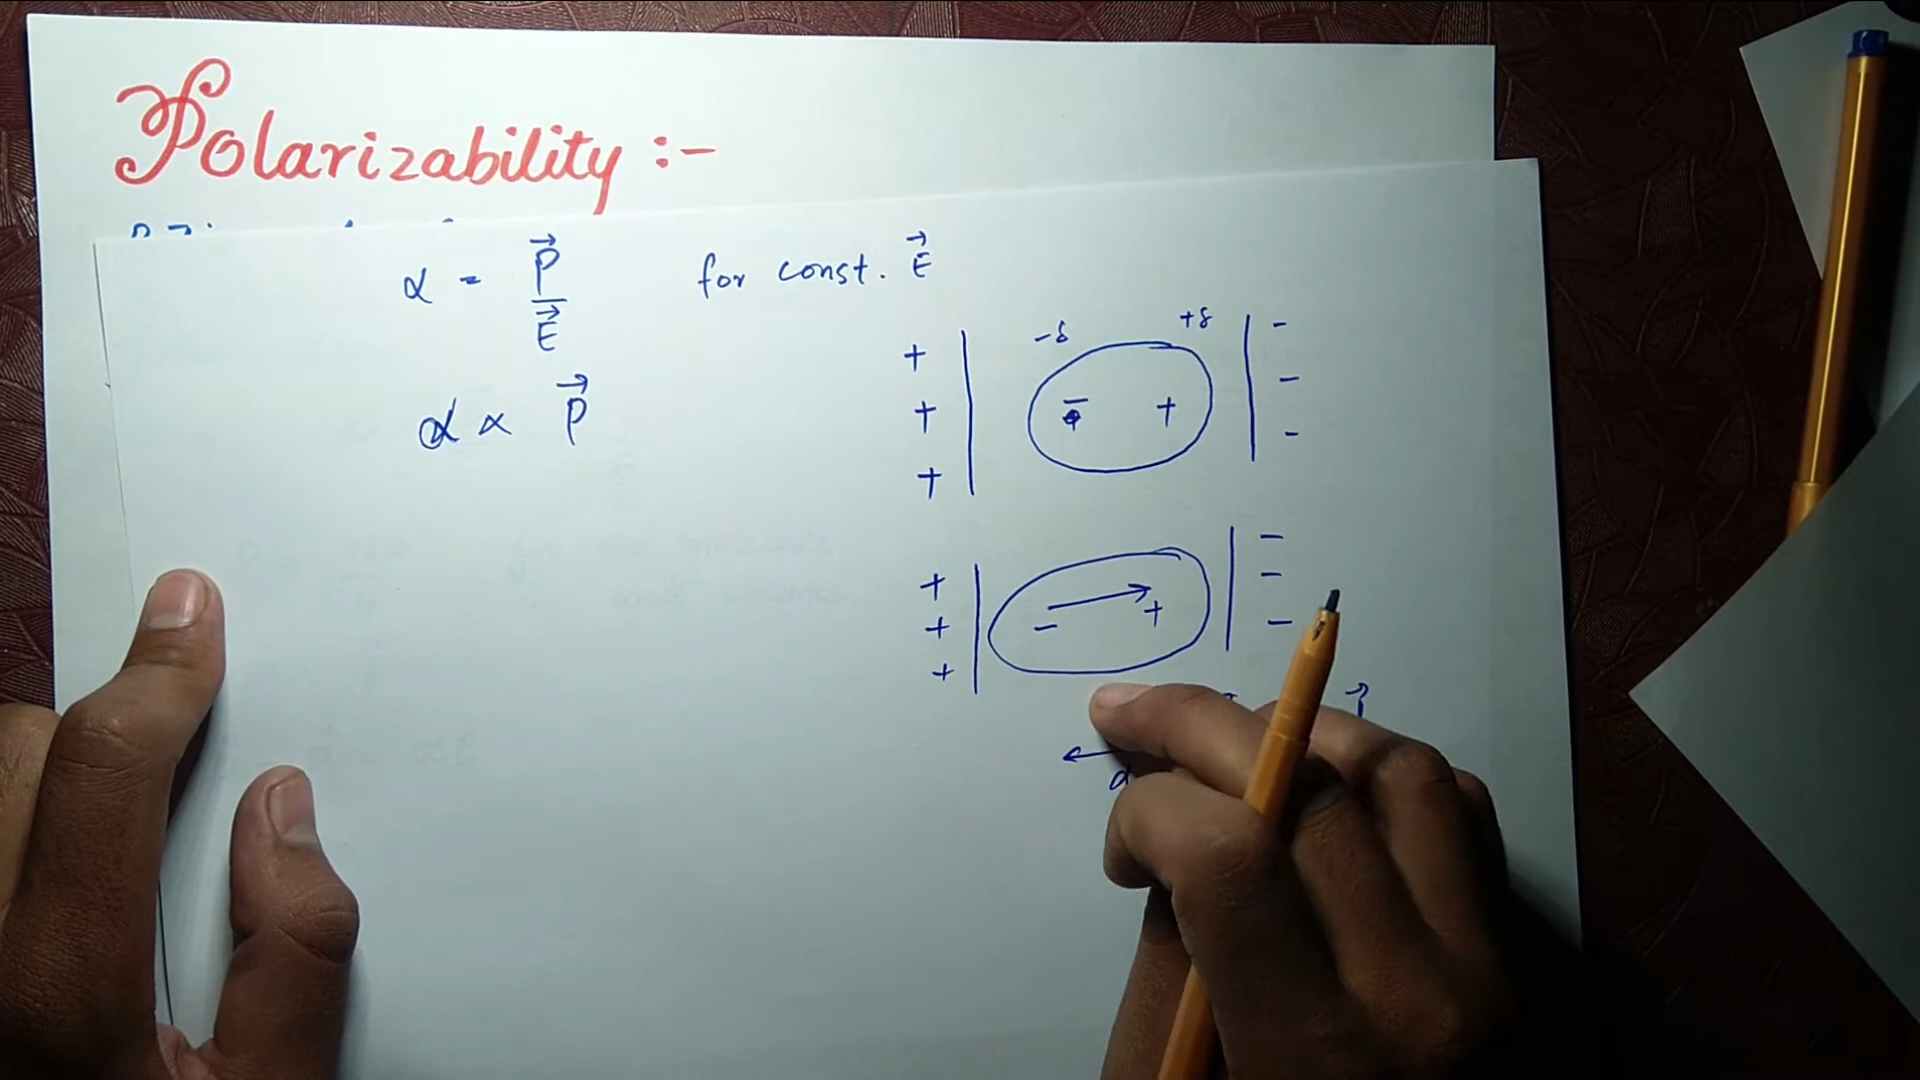 Polarizability :-
α = P⃗ / E⃗ for const. E⃗
α ∝ P⃗
-δ +δ
+ -
- +
+ -
+ -
+ -
+ -
- +
+ -
+ -
d